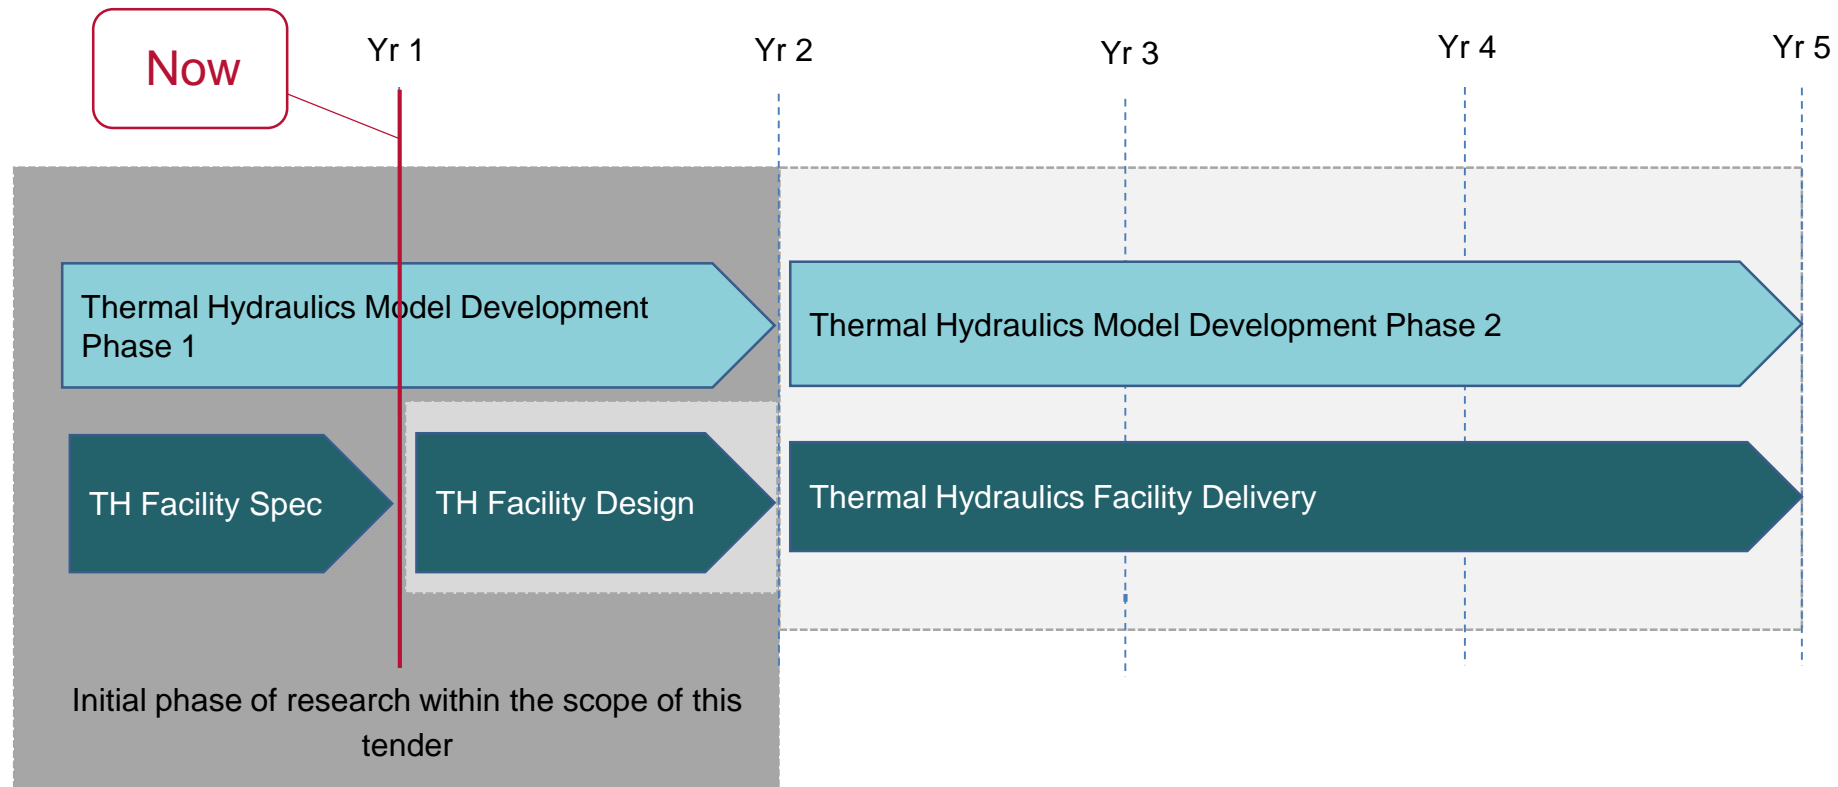 Now
Yr 1
Yr 2
Yr 3
Yr 4
Yr 5
Thermal Hydraulics Model Development
Phase 1
Thermal Hydraulics Model Development Phase 2
TH Facility Spec
TH Facility Design
Thermal Hydraulics Facility Delivery
Initial phase of research within the scope of this
tender